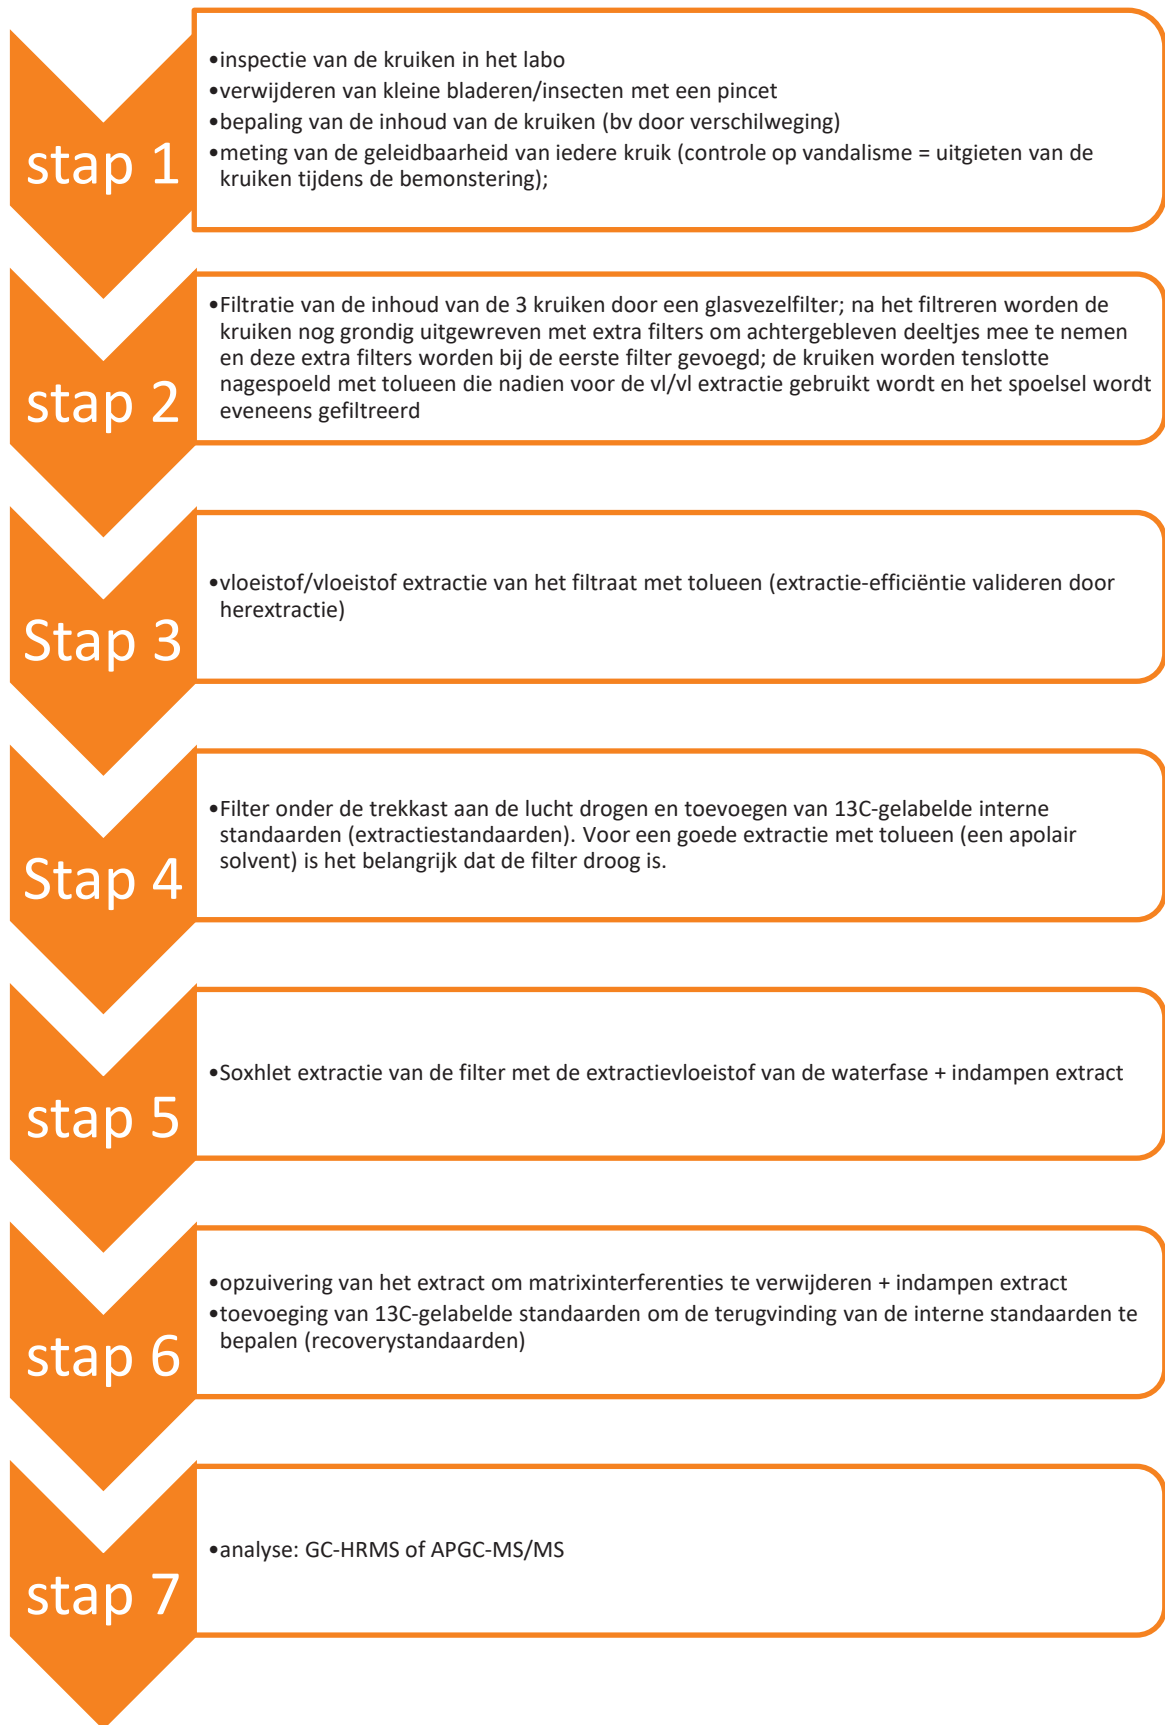 stap 1
•inspectie van de kruiken in het labo
•verwijderen van kleine bladeren/insecten met een pincet
•bepaling van de inhoud van de kruiken (bv door verschilweging)
•meting van de geleidbaarheid van iedere kruik (controle op vandalisme = uitgieten van de
kruiken tijdens de bemonstering);
stap 2
•Filtratie van de inhoud van de 3 kruiken door een glasvezelfilter; na het filtreren worden de
kruiken nog grondig uitgewreven met extra filters om achtergebleven deeltjes mee te nemen
en deze extra filters worden bij de eerste filter gevoegd; de kruiken worden tenslotte
nagespoeld met tolueen die nadien voor de vl/vl extractie gebruikt wordt en het spoelsel wordt
eveneens gefiltreerd
Stap 3
•vloeistof/vloeistof extractie van het filtraat met tolueen (extractie-efficiëntie valideren door
herextractie)
Stap 4
•Filter onder de trekkast aan de lucht drogen en toevoegen van 13C-gelabelde interne
standaarden (extractiestandaarden). Voor een goede extractie met tolueen (een apolair
solvent) is het belangrijk dat de filter droog is.
stap 5
•Soxhlet extractie van de filter met de extractievloeistof van de waterfase + indampen extract
stap 6
•opzuivering van het extract om matrixinterferenties te verwijderen + indampen extract
•toevoeging van 13C-gelabelde standaarden om de terugvinding van de interne standaarden te
bepalen (recoverystandaarden)
stap 7
•analyse: GC-HRMS of APGC-MS/MS